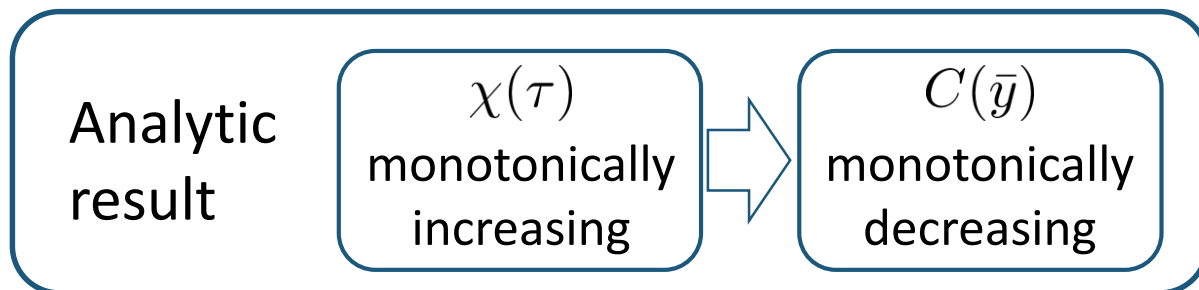 Analytic
result
χ(τ)
monotonically
increasing
C(ȳ)
monotonically
decreasing